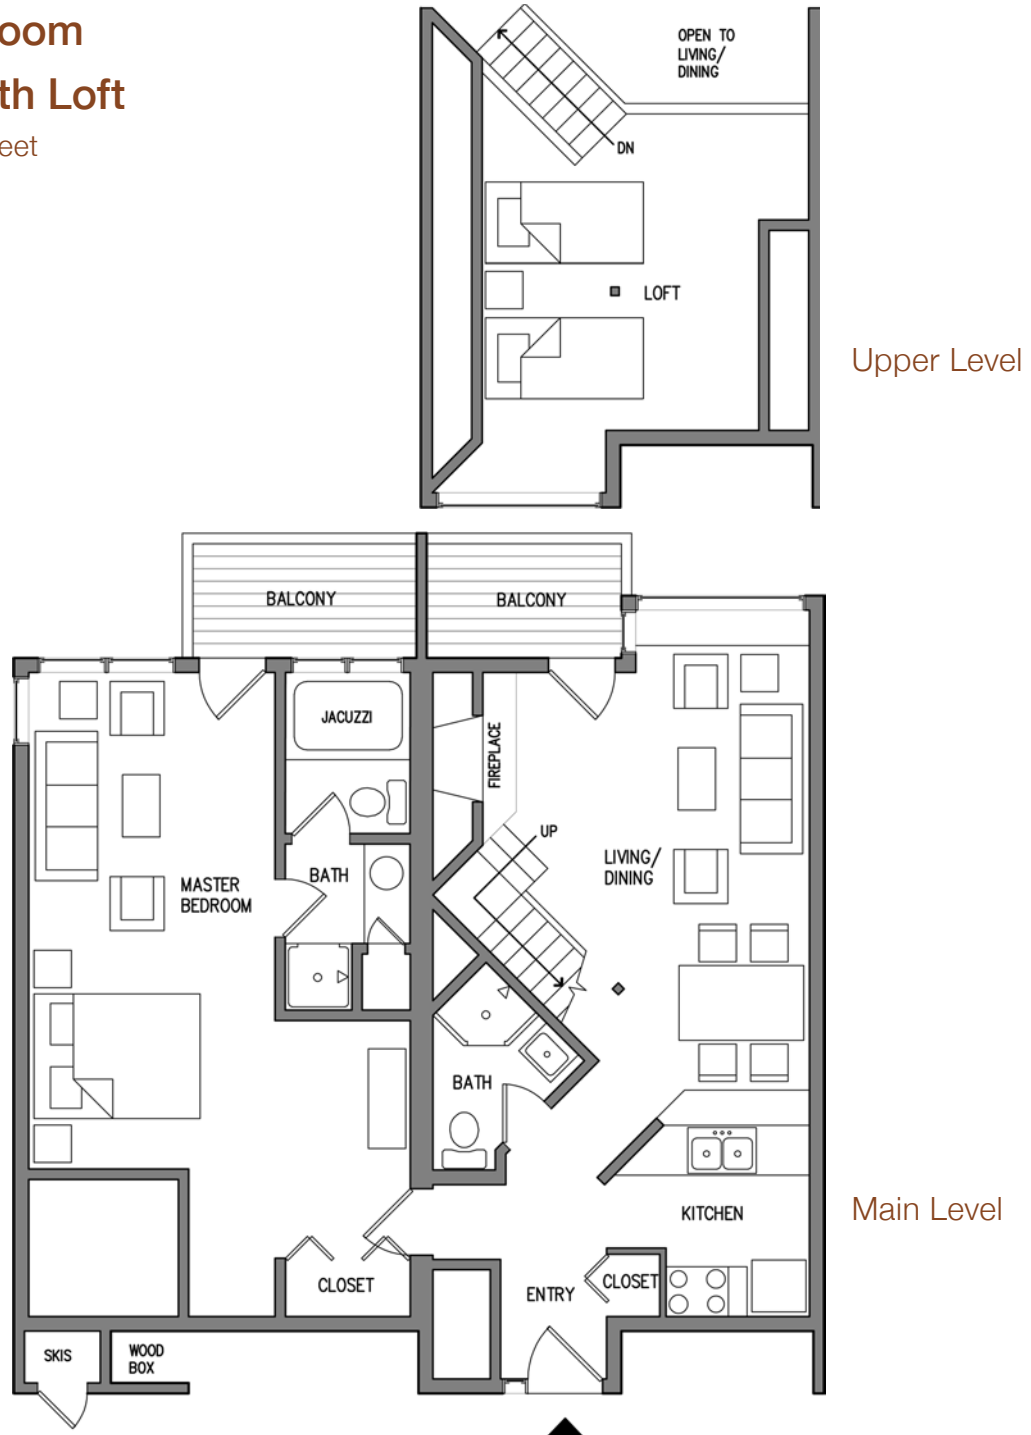 oom
th Loft
eet
OPEN TO
LIVING/
DINING
DN
LOFT
Upper Level
BALCONY
BALCONY
JACUZZI
FIREPLACE
UP
LIVING/
DINING
BATH
MASTER
BEDROOM
BATH
Main Level
KITCHEN
CLOSET
CLOSET
ENTRY
SKIS
WOOD
BOX